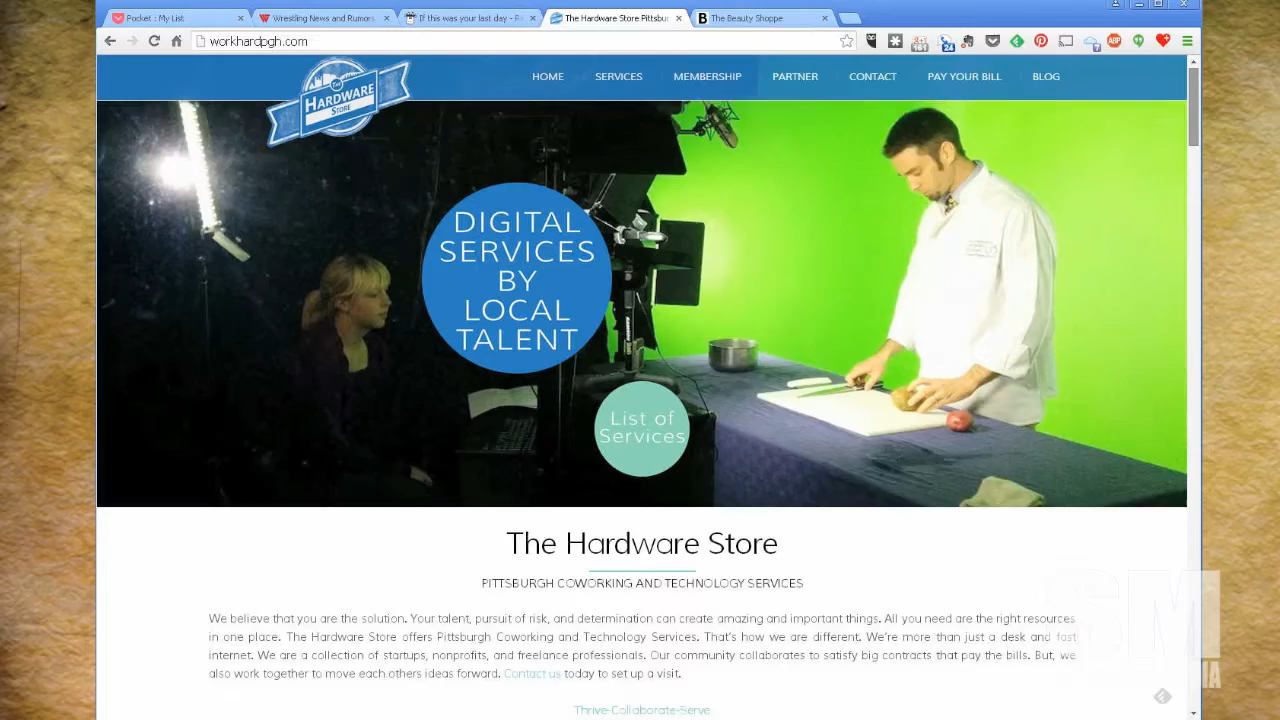 Pocket : My List
Wrestling News and Rumors
If this was your last day - R
The Hardware Store Pittsbur
The Beauty Shoppe
workhardpgh.com
The
HARDWARE
STORE
HOME SERVICES MEMBERSHIP PARTNER CONTACT PAY YOUR BILL BLOG
DIGITAL
SERVICES
BY
LOCAL
TALENT
List of
Services
The Hardware Store
PITTSBURGH COWORKING AND TECHNOLOGY SERVICES
We believe that you are the solution. Your talent, pursuit of risk, and determination can create amazing and important things. All you need are the right resources
in one place. The Hardware Store offers Pittsburgh Coworking and Technology Services. That's how we are different. We're more than just a desk and fast
internet. We are a collection of startups, nonprofits, and freelance professionals. Our community collaborates to satisfy big contracts that pay the bills. But, we
also work together to move each others ideas forward. Contact us today to set up a visit.
Thrive-Collaborate-Serve
SM